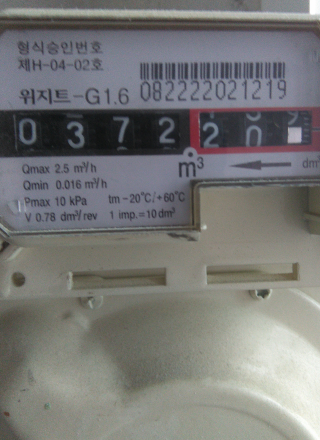 형식승인번호
제H-04-02호
위지트-G1.6 082222021219
0 3 7 2 2 0
m³ dm³
Qmax 2.5 m³/h
Qmin 0.016 m³/h
Pmax 10 kPa tm -20°C/+60°C
V 0.78 dm³/rev 1 imp.=10dm³